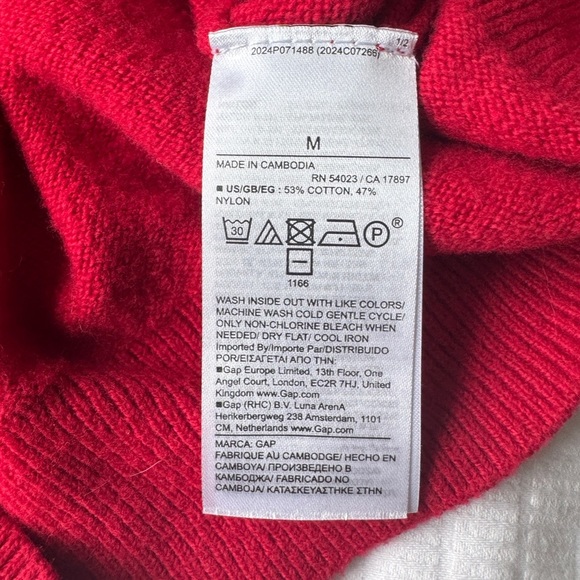 1/2
2024P071488 (2024C07266)
M
MADE IN CAMBODIA
RN 54023 / CA 17897
■ US/GB/EG : 53% COTTON, 47%
NYLON
30 P ®
1166
WASH INSIDE OUT WITH LIKE COLORS/
MACHINE WASH COLD GENTLE CYCLE/
ONLY NON-CHLORINE BLEACH WHEN
NEEDED/ DRY FLAT/ COOL IRON
Imported By/Importe Par/DISTRIBUIDO
POR/ΕΙΣΑΓΕΤΑΙ ΑΠΟ ΤΗΝ:
■Gap Europe Limited, 13th Floor, One
Angel Court, London, EC2R 7HJ, United
Kingdom www.Gap.com
■Gap (RHC) B.V. Luna ArenA
Herikerbergweg 238 Amsterdam, 1101
CM, Netherlands www.Gap.com
MARCA: GAP
FABRIQUE AU CAMBODGE/ HECHO EN
CAMBOYA/ ПРОИЗВЕДЕНО В
КАМБОДЖА/ FABRICADO NO
CAMBOJA/ ΚΑΤΑΣΚΕΥΑΣΤΗΚΕ ΣΤΗΝ